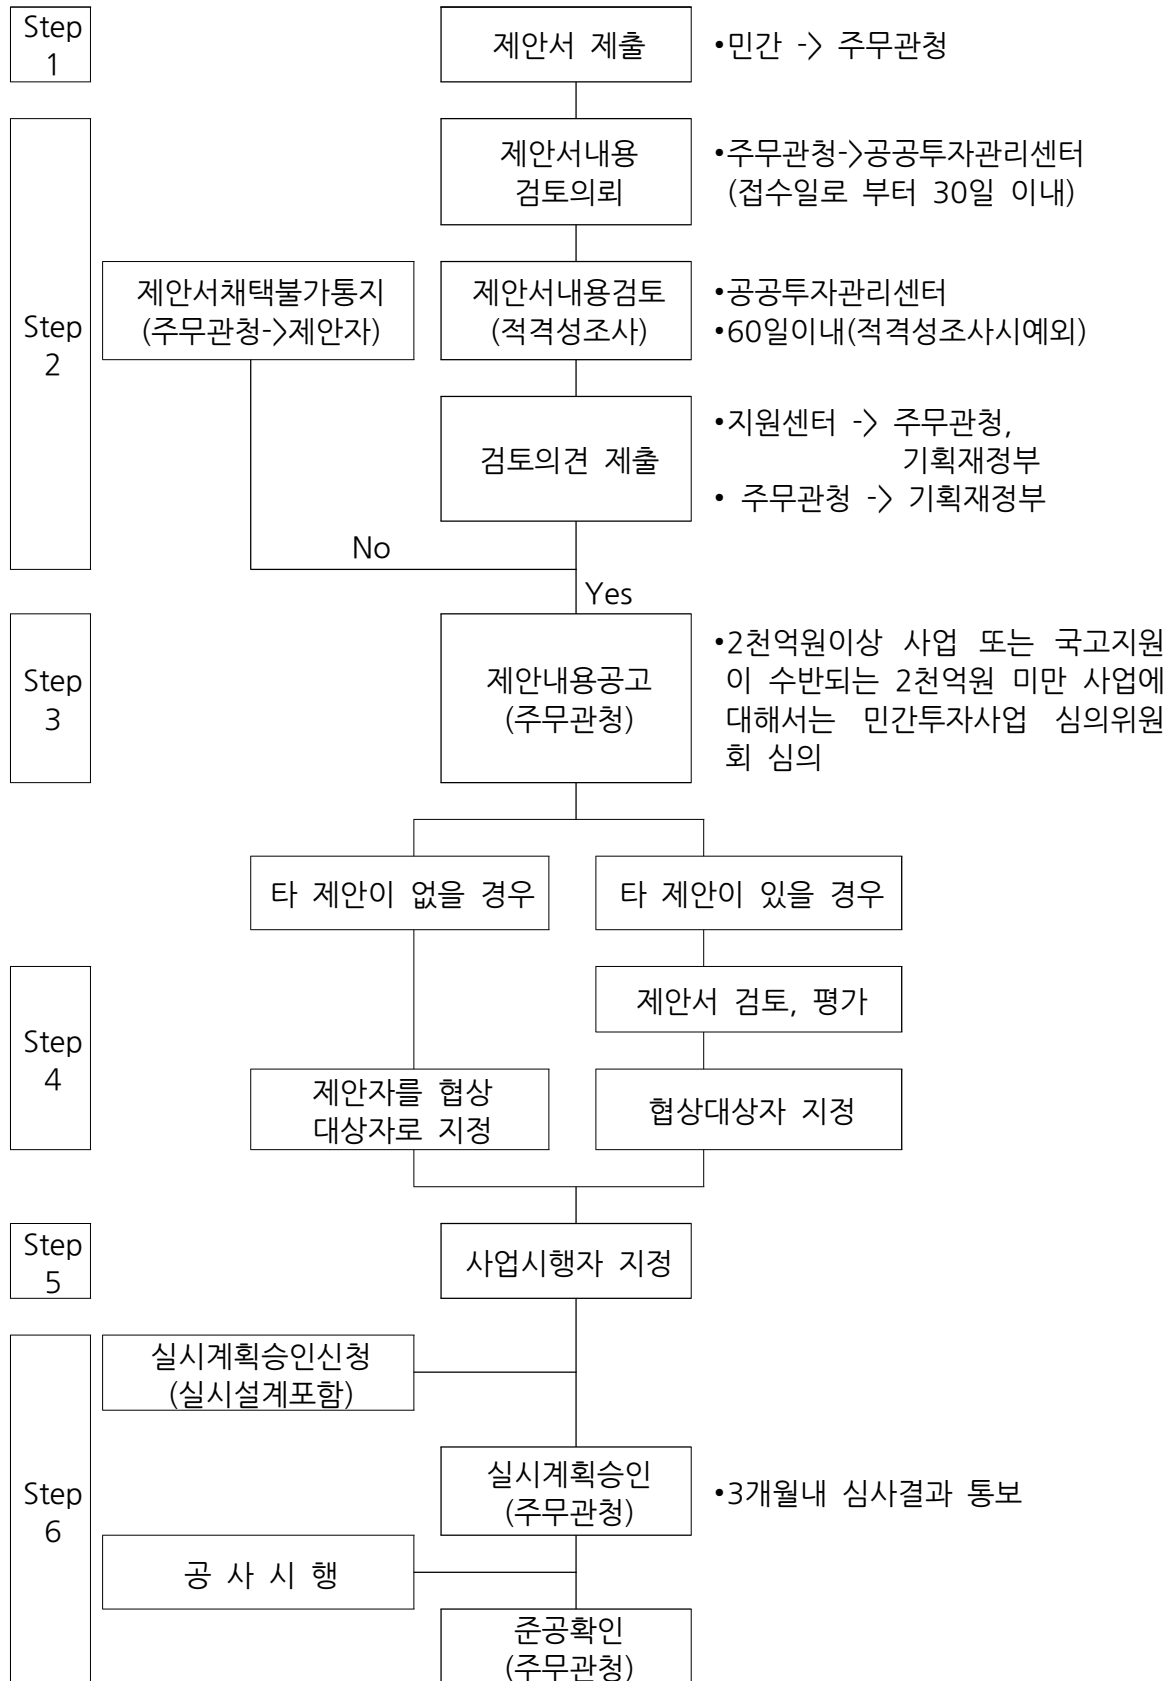 Step
1
제안서 제출
•민간 -> 주무관청
제안서내용
검토의뢰
•주무관청->공공투자관리센터
(접수일로 부터 30일 이내)
Step
2
제안서채택불가통지
(주무관청->제안자)
제안서내용검토
(적격성조사)
•공공투자관리센터
•60일이내(적격성조사시예외)
검토의견 제출
•지원센터 -> 주무관청,
기획재정부
• 주무관청 -> 기획재정부
No
Yes
Step
3
제안내용공고
(주무관청)
•2천억원이상 사업 또는 국고지원
이 수반되는 2천억원 미만 사업에
대해서는 민간투자사업 심의위원
회 심의
타 제안이 없을 경우
타 제안이 있을 경우
제안서 검토, 평가
Step
4
제안자를 협상
대상자로 지정
협상대상자 지정
Step
5
사업시행자 지정
실시계획승인신청
(실시설계포함)
Step
6
실시계획승인
(주무관청)
•3개월내 심사결과 통보
공 사 시 행
준공확인
(주무관청)